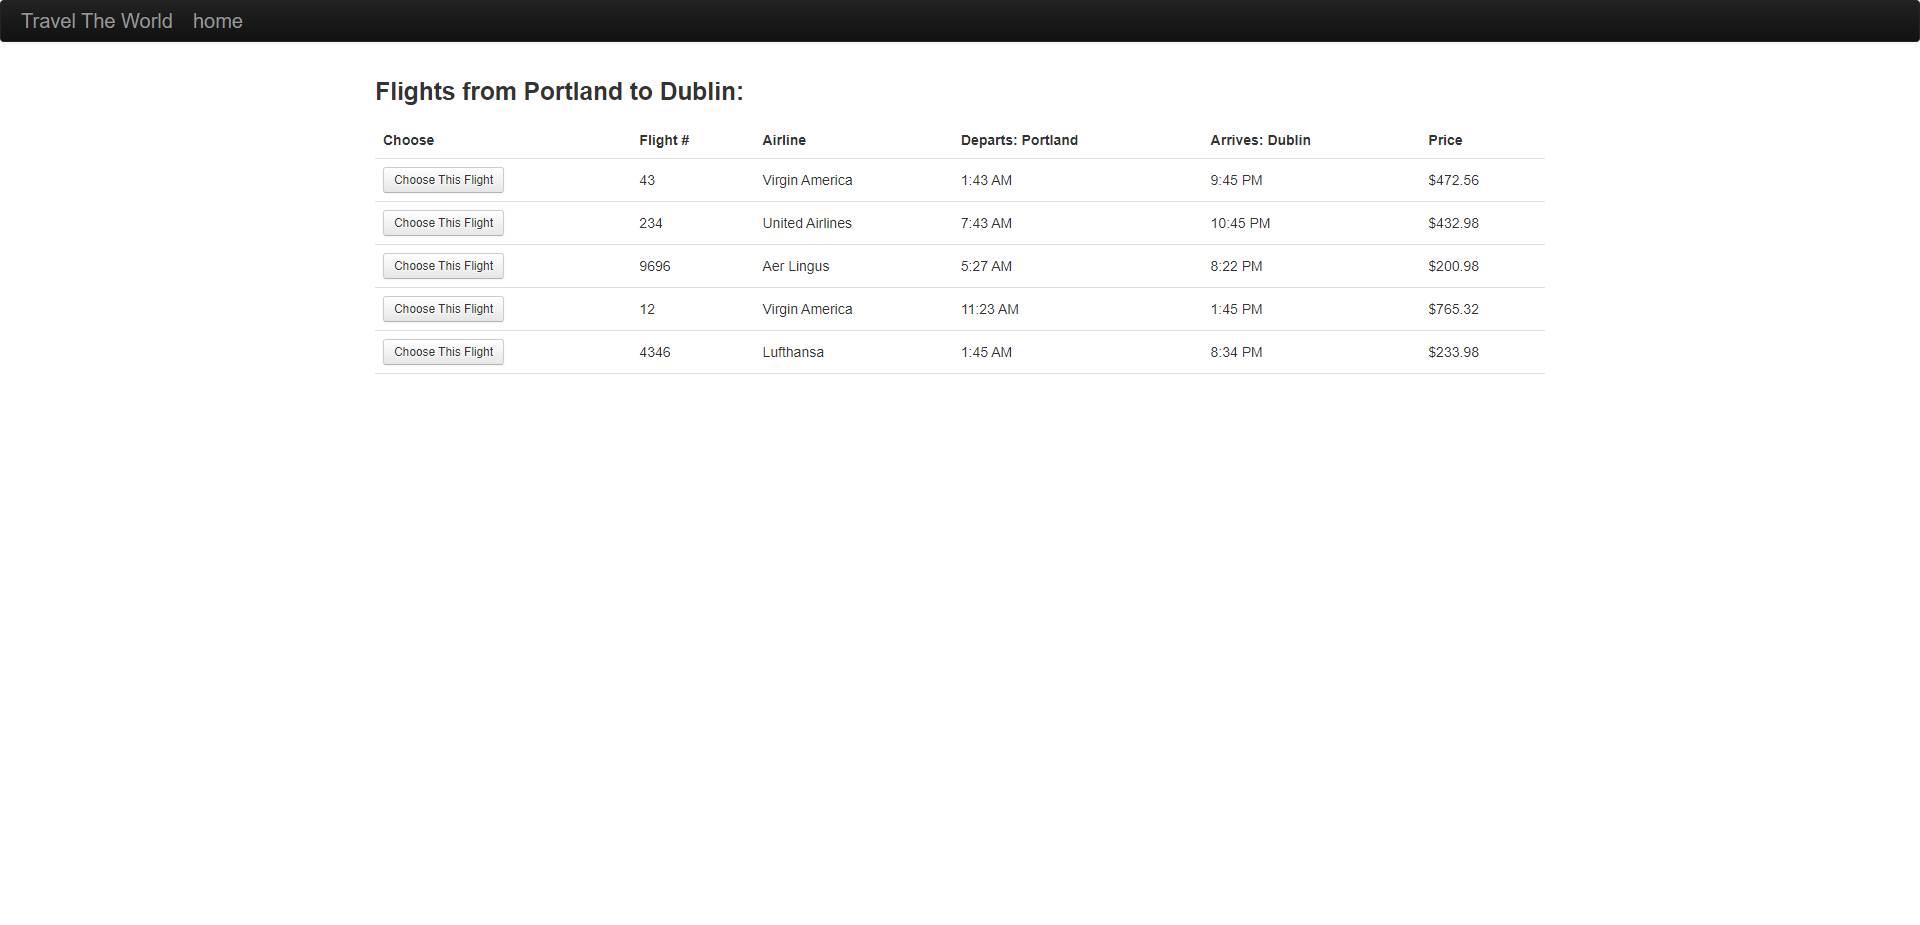 Travel The World home
Flights from Portland to Dublin:
Choose Flight # Airline Departs: Portland Arrives: Dublin Price
Choose This Flight 43 Virgin America 1:43 AM 9:45 PM $472.56
Choose This Flight 234 United Airlines 7:43 AM 10:45 PM $432.98
Choose This Flight 9696 Aer Lingus 5:27 AM 8:22 PM $200.98
Choose This Flight 12 Virgin America 11:23 AM 1:45 PM $765.32
Choose This Flight 4346 Lufthansa 1:45 AM 8:34 PM $233.98